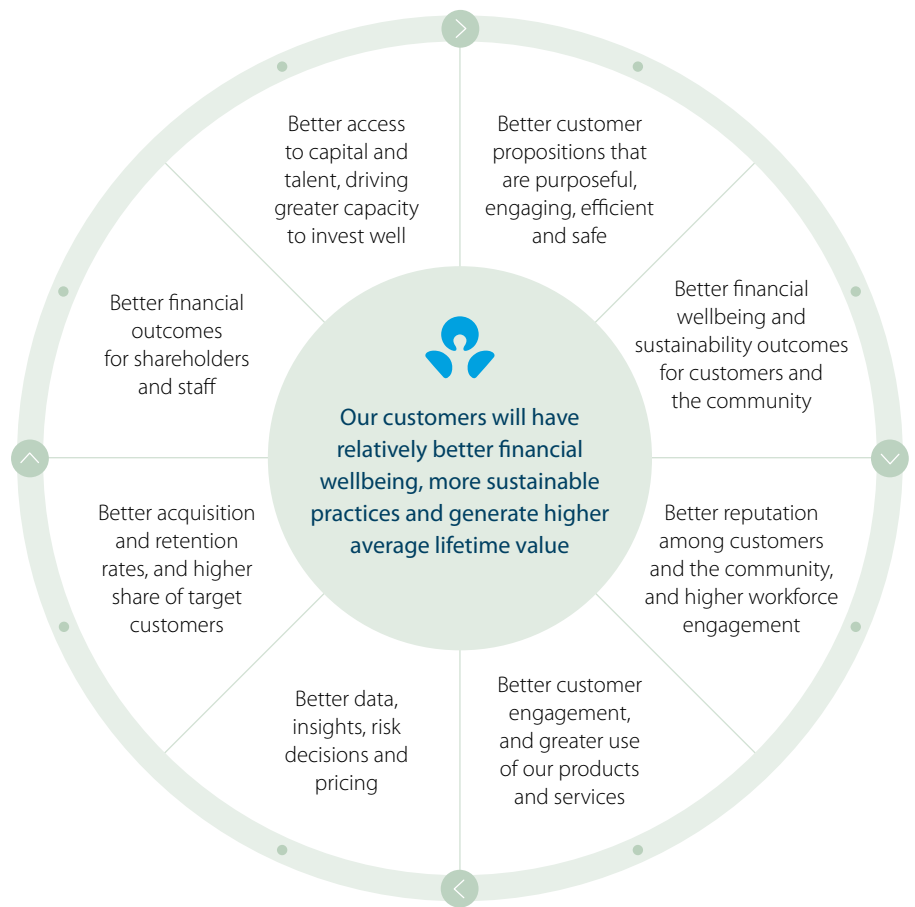 Better access
to capital and
talent, driving
greater capacity
to invest well
Better customer
propositions that
are purposeful,
engaging, efficient
and safe
Better financial
wellbeing and
sustainability outcomes
for customers and
the community
Better reputation
among customers
and the community,
and higher workforce
engagement
Better customer
engagement,
and greater use
of our products
and services
Better data,
insights, risk
decisions and
pricing
Better acquisition
and retention
rates, and higher
share of target
customers
Better financial
outcomes
for shareholders
and staff
Our customers will have
relatively better financial
wellbeing, more sustainable
practices and generate higher
average lifetime value